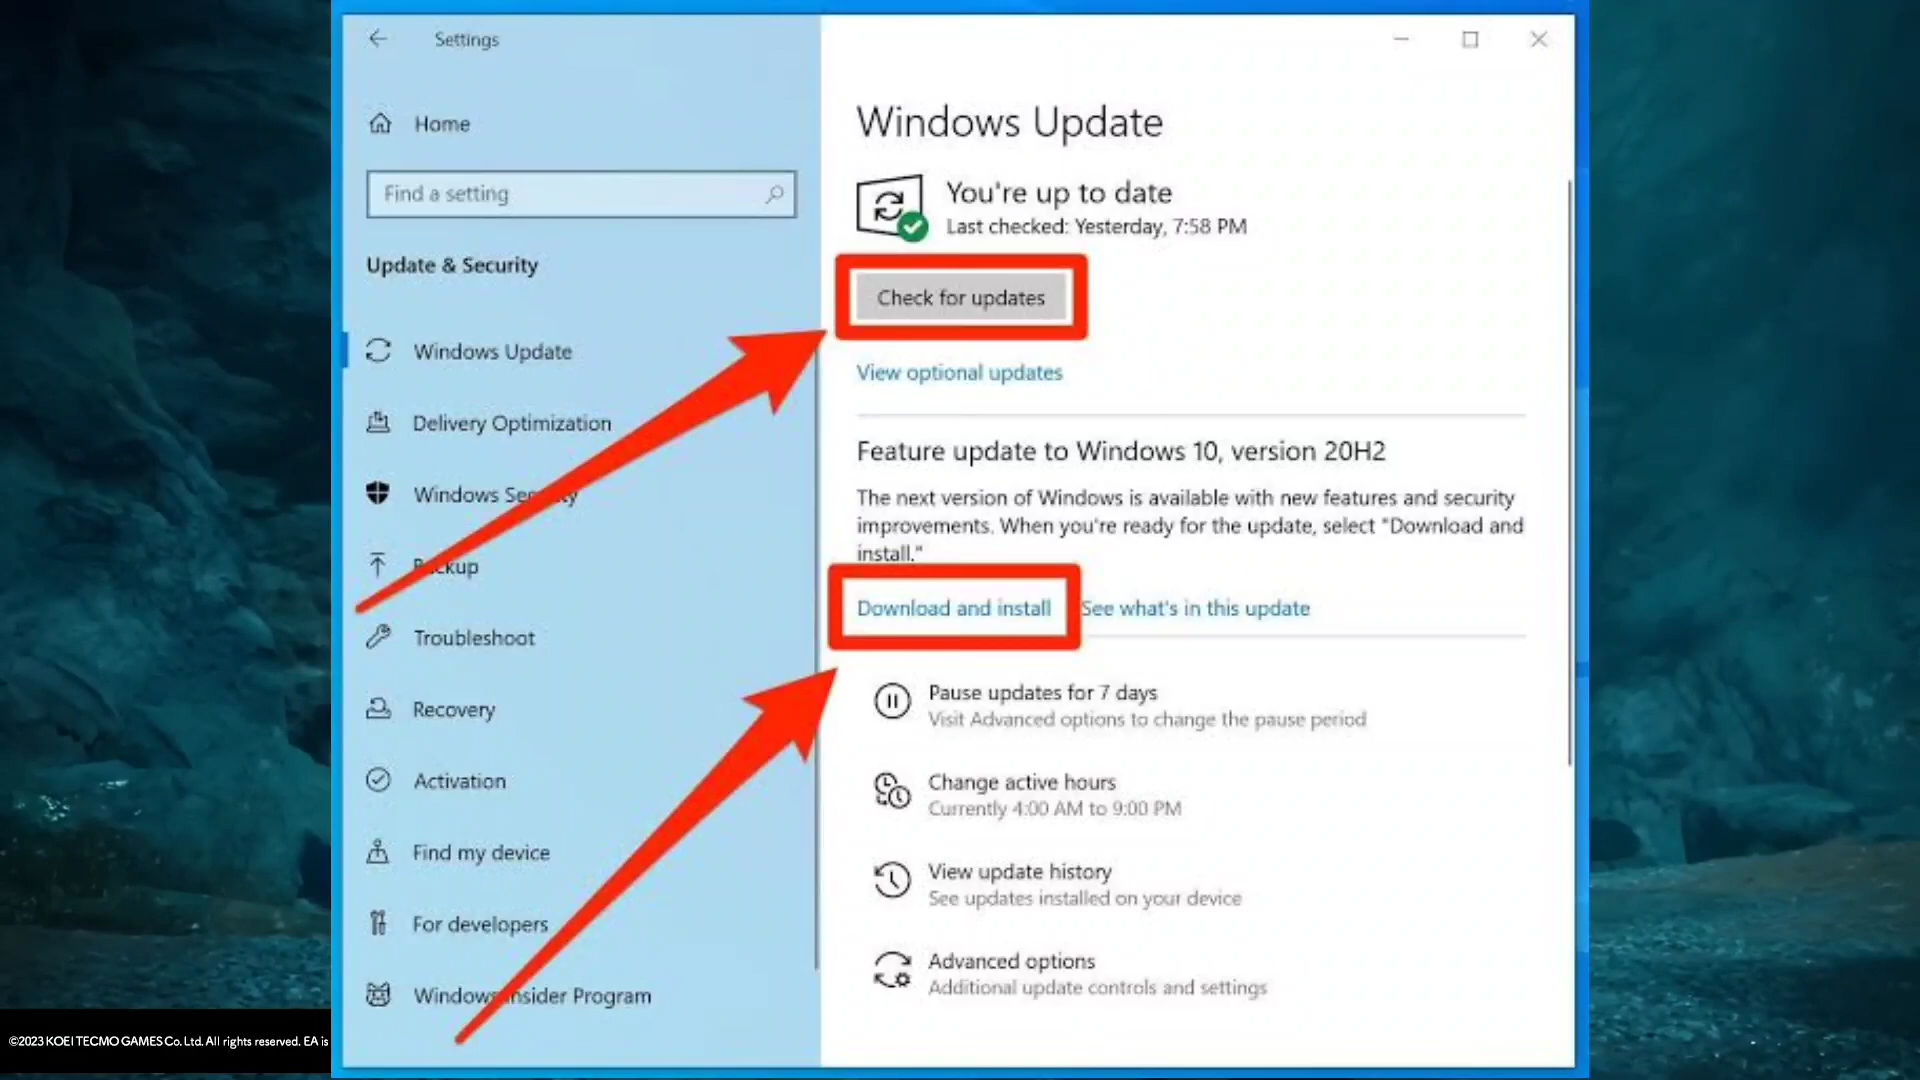 Settings
Home
Find a setting
Update & Security
Windows Update
Delivery Optimization
Windows Security
Backup
Troubleshoot
Recovery
Activation
Find my device
For developers
Windows Insider Program
Windows Update
You're up to date
Last checked: Yesterday, 7:58 PM
Check for updates
View optional updates
Feature update to Windows 10, version 20H2
The next version of Windows is available with new features and security
improvements. When you're ready for the update, select "Download and
install."
Download and install See what's in this update
Pause updates for 7 days
Visit Advanced options to change the pause period
Change active hours
Currently 4:00 AM to 9:00 PM
View update history
See updates installed on your device
Advanced options
Additional update controls and settings
©2023 KOEI TECMO GAMES Co. Ltd. All rights reserved. EA is